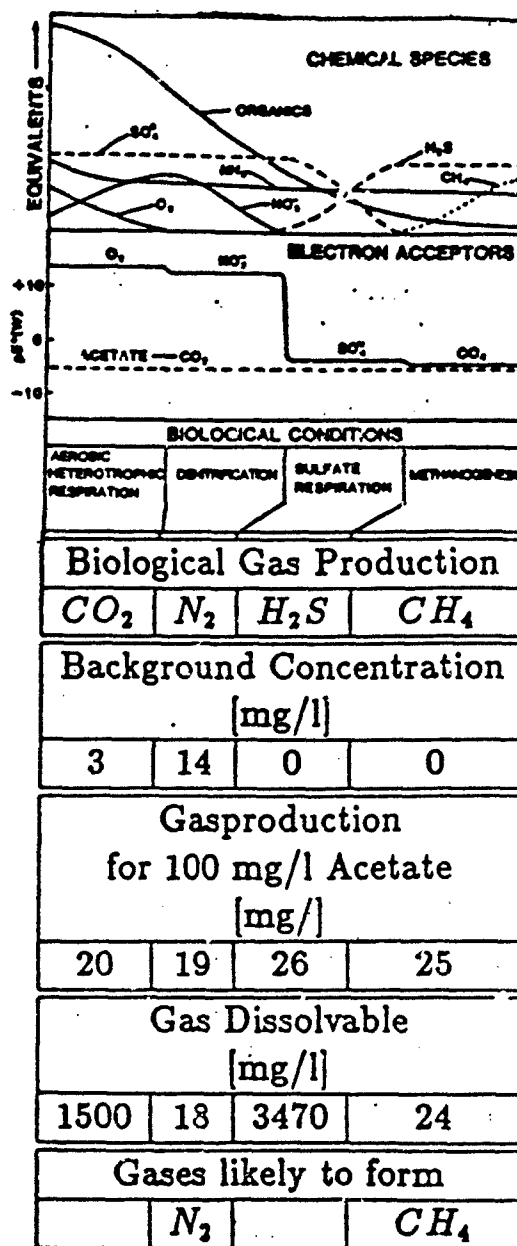 CHEMICAL SPECIES
EQUIVALENTS
ORGANICS
SO₄⁼
H₂S
NH₃
CH₄
O₂
NO₃⁻
ELECTRON ACCEPTORS
O₂
NO₃⁻
+10
0
pE°(W)
ACETATE — CO₂
SO₄⁼
CO₂
-10
BIOLOGICAL CONDITIONS
AEROBIC HETEROTROPHIC RESPIRATION
DENITRIFICATION
SULFATE RESPIRATION
METHANOGENESIS
Biological Gas Production
CO₂ N₂ H₂S CH₄
Background Concentration
[mg/l]
3 14 0 0
Gasproduction
for 100 mg/l Acetate
[mg/]
20 19 26 25
Gas Dissolvable
[mg/l]
1500 18 3470 24
Gases likely to form
N₂ CH₄